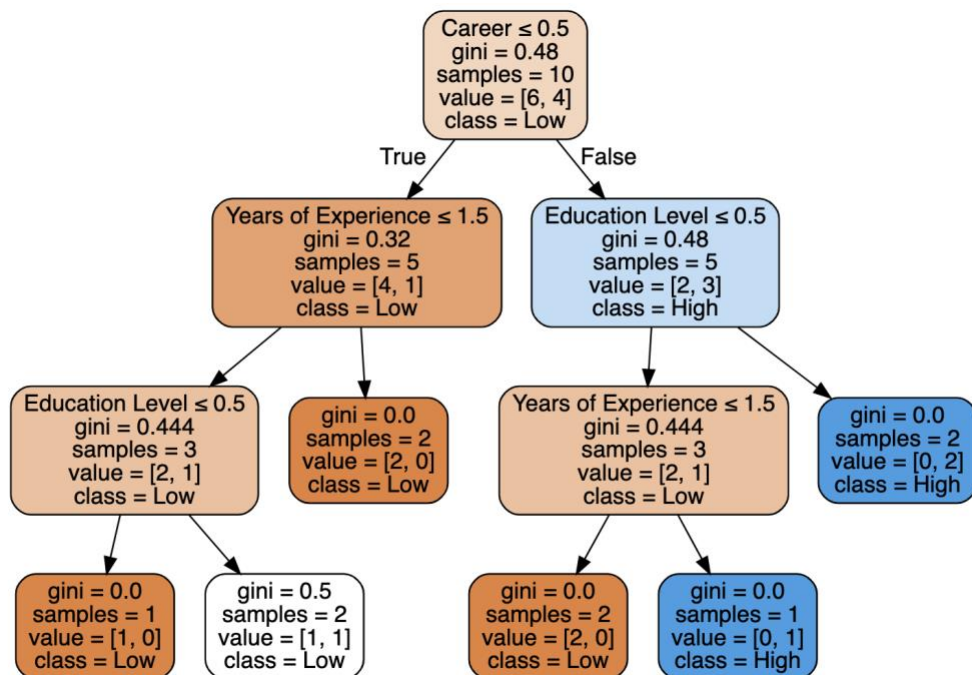 Career ≤ 0.5
gini = 0.48
samples = 10
value = [6, 4]
class = Low
True
False
Years of Experience ≤ 1.5
gini = 0.32
samples = 5
value = [4, 1]
class = Low
Education Level ≤ 0.5
gini = 0.48
samples = 5
value = [2, 3]
class = High
Education Level ≤ 0.5
gini = 0.444
samples = 3
value = [2, 1]
class = Low
gini = 0.0
samples = 2
value = [2, 0]
class = Low
Years of Experience ≤ 1.5
gini = 0.444
samples = 3
value = [2, 1]
class = Low
gini = 0.0
samples = 2
value = [0, 2]
class = High
gini = 0.0
samples = 1
value = [1, 0]
class = Low
gini = 0.5
samples = 2
value = [1, 1]
class = Low
gini = 0.0
samples = 2
value = [2, 0]
class = Low
gini = 0.0
samples = 1
value = [0, 1]
class = High